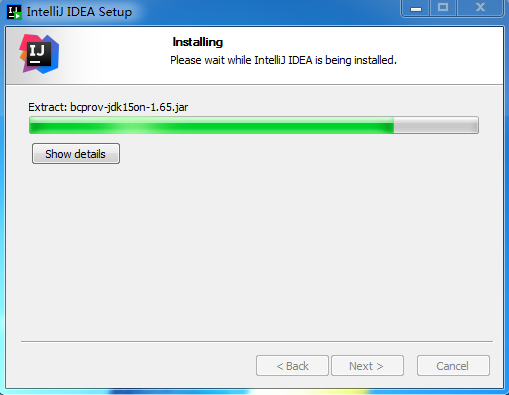 IntelliJ IDEA Setup
IJ
Installing
Please wait while IntelliJ IDEA is being installed.
Extract: bcprov-jdk15on-1.65.jar
Show details
< Back
Next >
Cancel